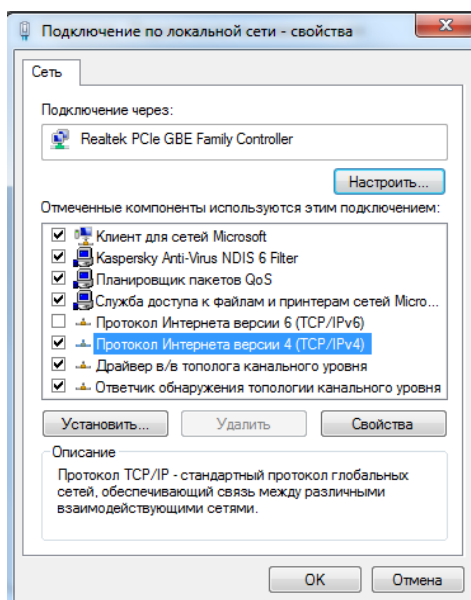 Подключение по локальной сети - свойства
Сеть
Подключение через:
Realtek PCIe GBE Family Controller
Настроить...
Отмеченные компоненты используются этим подключением:
Клиент для сетей Microsoft
Kaspersky Anti-Virus NDIS 6 Filter
Планировщик пакетов QoS
Служба доступа к файлам и принтерам сетей Micro...
Протокол Интернета версии 6 (TCP/IPv6)
Протокол Интернета версии 4 (TCP/IPv4)
Драйвер в/в тополога канального уровня
Ответчик обнаружения топологии канального уровня
Установить...
Удалить
Свойства
Описание
Протокол TCP/IP - стандартный протокол глобальных
сетей, обеспечивающий связь между различными
взаимодействующими сетями.
OK
Отмена